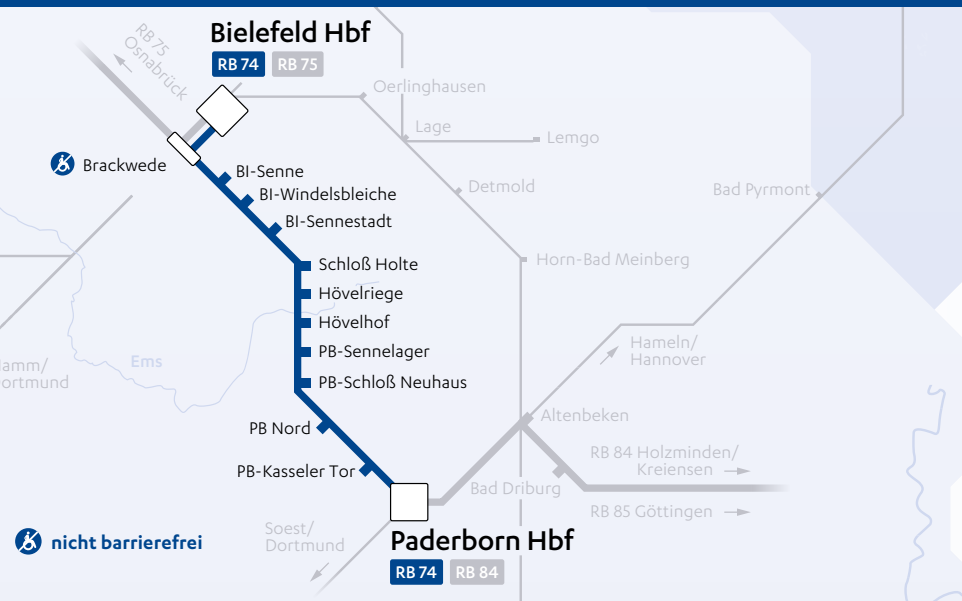 Bielefeld Hbf
RB 74 RB 75
RB 75
Osnabrück
Oerlinghausen
Lage
Lemgo
Brackwede
BI-Senne
BI-Windelsbleiche
BI-Sennestadt
Detmold
Bad Pyrmont
Horn-Bad Meinberg
Schloß Holte
Hövelriege
Hövelhof
PB-Sennelager
PB-Schloß Neuhaus
Hameln/
Hannover
amm/
ortmund
Ems
PB Nord
PB-Kasseler Tor
Altenbeken
RB 84 Holzminden/
Kreiensen
Bad Driburg
RB 85 Göttingen
Soest/
Dortmund
nicht barrierefrei
Paderborn Hbf
RB 74 RB 84